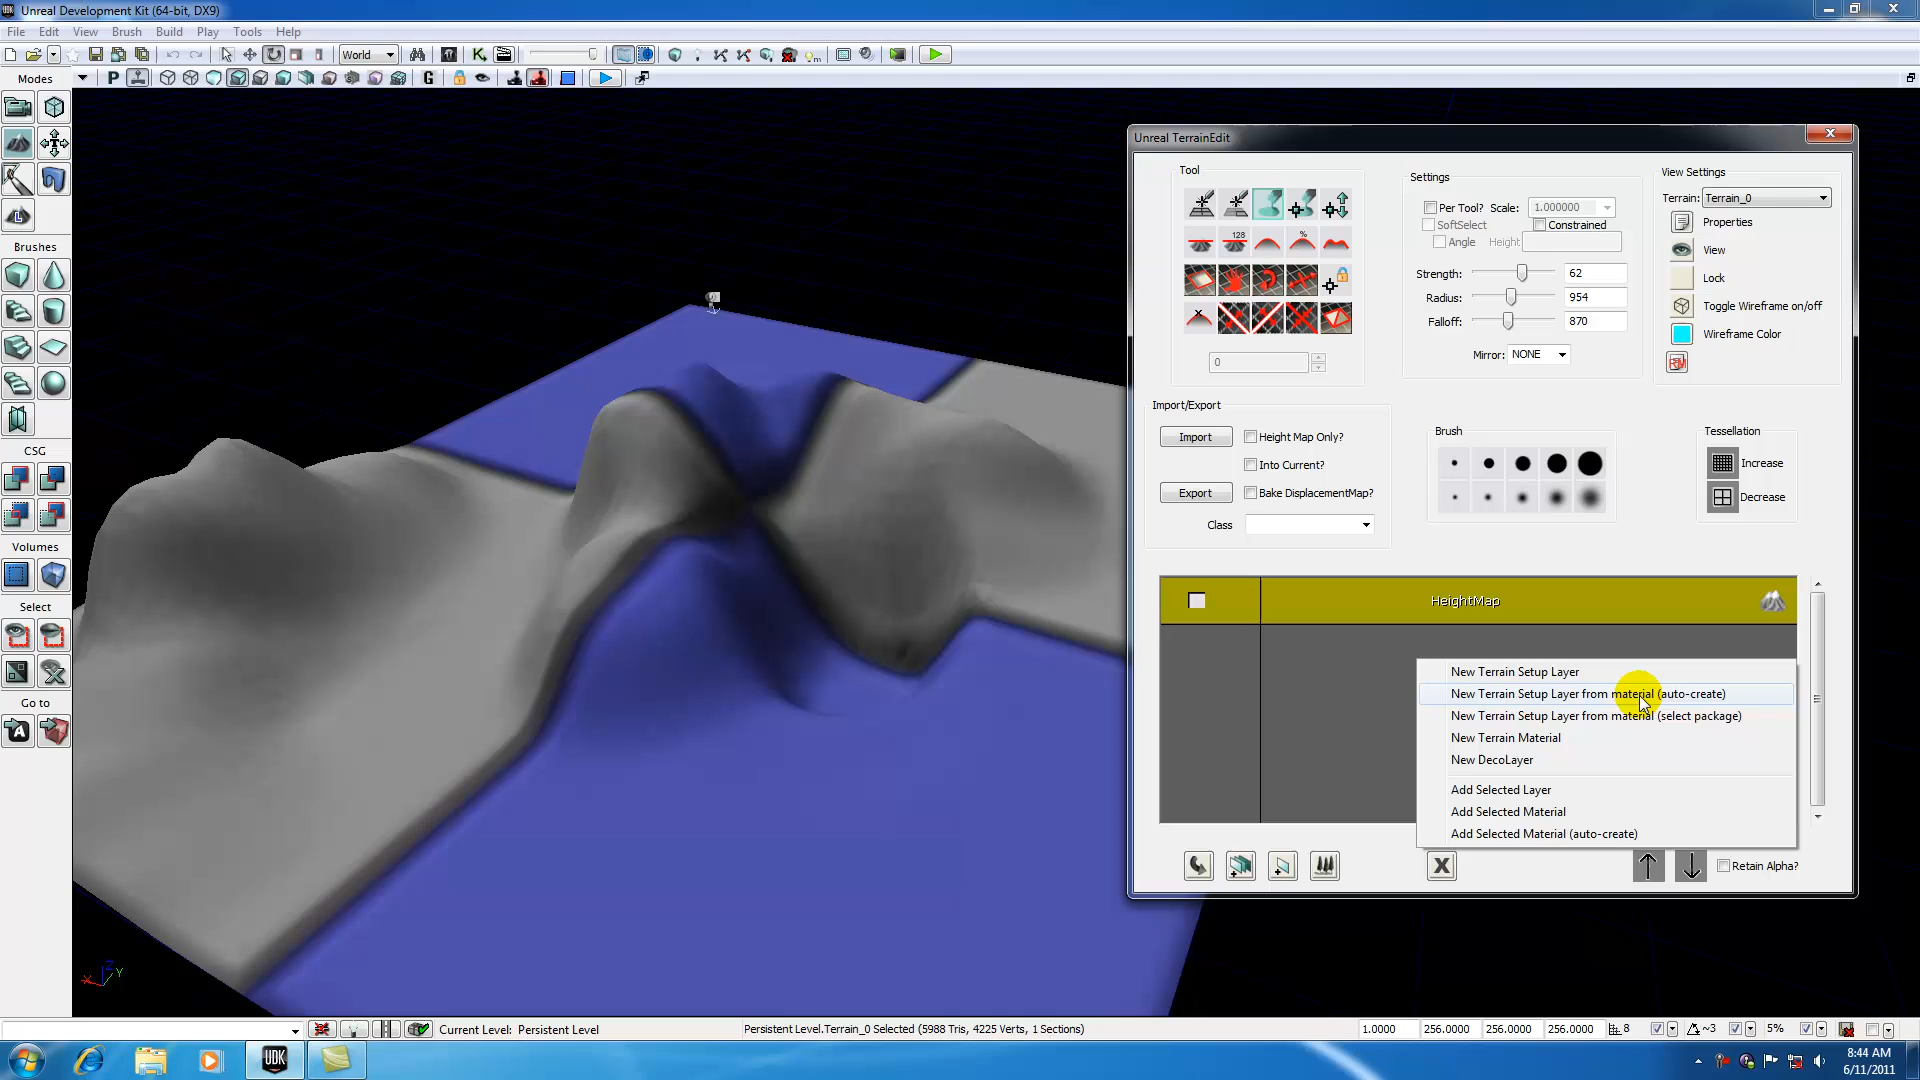 Unreal Development Kit (64-bit, DX9)
File Edit View Brush Build Play Tools Help
World
Modes
P
G
Brushes
CSG
Volumes
Select
Go to
Unreal TerrainEdit
Tool
128
%
0
Settings
Per Tool? Scale: 1.000000
SoftSelect Constrained
Angle Height
Strength: 62
Radius: 954
Falloff: 870
Mirror: NONE
View Settings
Terrain: Terrain_0
Properties
View
Lock
Toggle Wireframe on/off
Wireframe Color
Import/Export
Import Height Map Only?
Into Current?
Export Bake DisplacementMap?
Class
Brush
Tessellation
Increase
Decrease
HeightMap
New Terrain Setup Layer
New Terrain Setup Layer from material (auto-create)
New Terrain Setup Layer from material (select package)
New Terrain Material
New DecoLayer
Add Selected Layer
Add Selected Material
Add Selected Material (auto-create)
X
Retain Alpha?
X Z Y
Current Level: Persistent Level
Persistent Level.Terrain_0 Selected (5988 Tris, 4225 Verts, 1 Sections)
1.0000 256.0000 256.0000 256.0000 8 ~3 5%
UDK
8:44 AM
6/11/2011